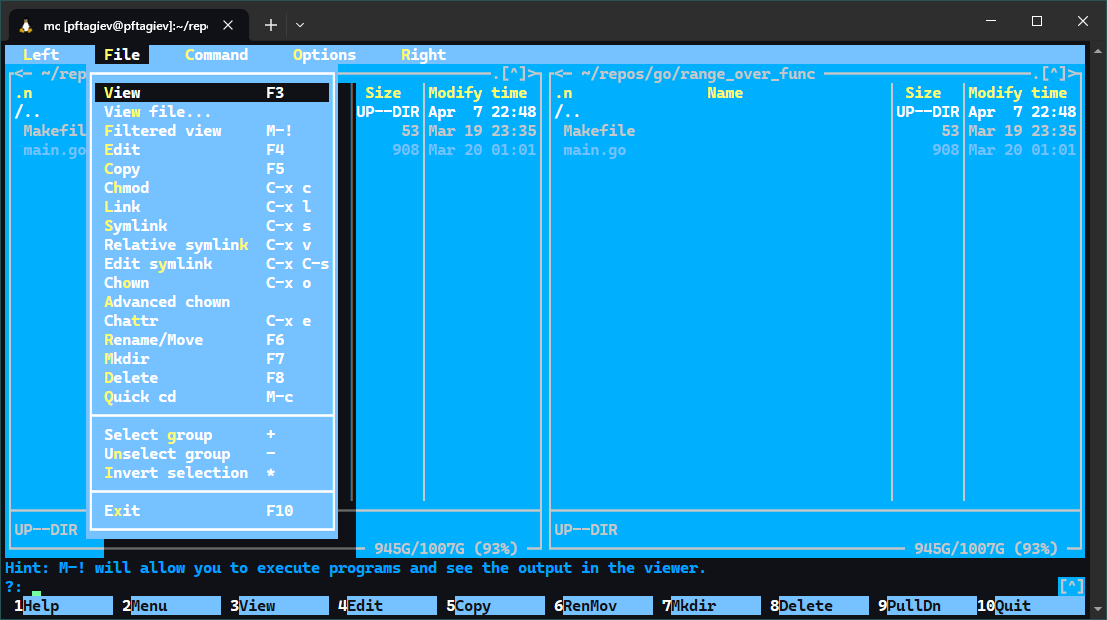 mc [pftagiev@pftagiev]:~/repo
Left File Command Options Right
<- ~/rep .[^]> <- ~/repos/go/range_over_func .[^]>
.n Size Modify time .n Name Size Modify time
/.. UP--DIR Apr 7 22:48 /.. UP--DIR Apr 7 22:48
Makefil 53 Mar 19 23:35 Makefile 53 Mar 19 23:35
main.go 908 Mar 20 01:01 main.go 908 Mar 20 01:01
View F3
View file...
Filtered view M-!
Edit F4
Copy F5
Chmod C-x c
Link C-x l
Symlink C-x s
Relative symlink C-x v
Edit symlink C-x C-s
Chown C-x o
Advanced chown
Chattr C-x e
Rename/Move F6
Mkdir F7
Delete F8
Quick cd M-c
Select group +
Unselect group -
Invert selection *
Exit F10
UP--DIR UP--DIR
945G/1007G (93%) 945G/1007G (93%)
Hint: M-! will allow you to execute programs and see the output in the viewer.
?: [^]
1Help 2Menu 3View 4Edit 5Copy 6RenMov 7Mkdir 8Delete 9PullDn 10Quit